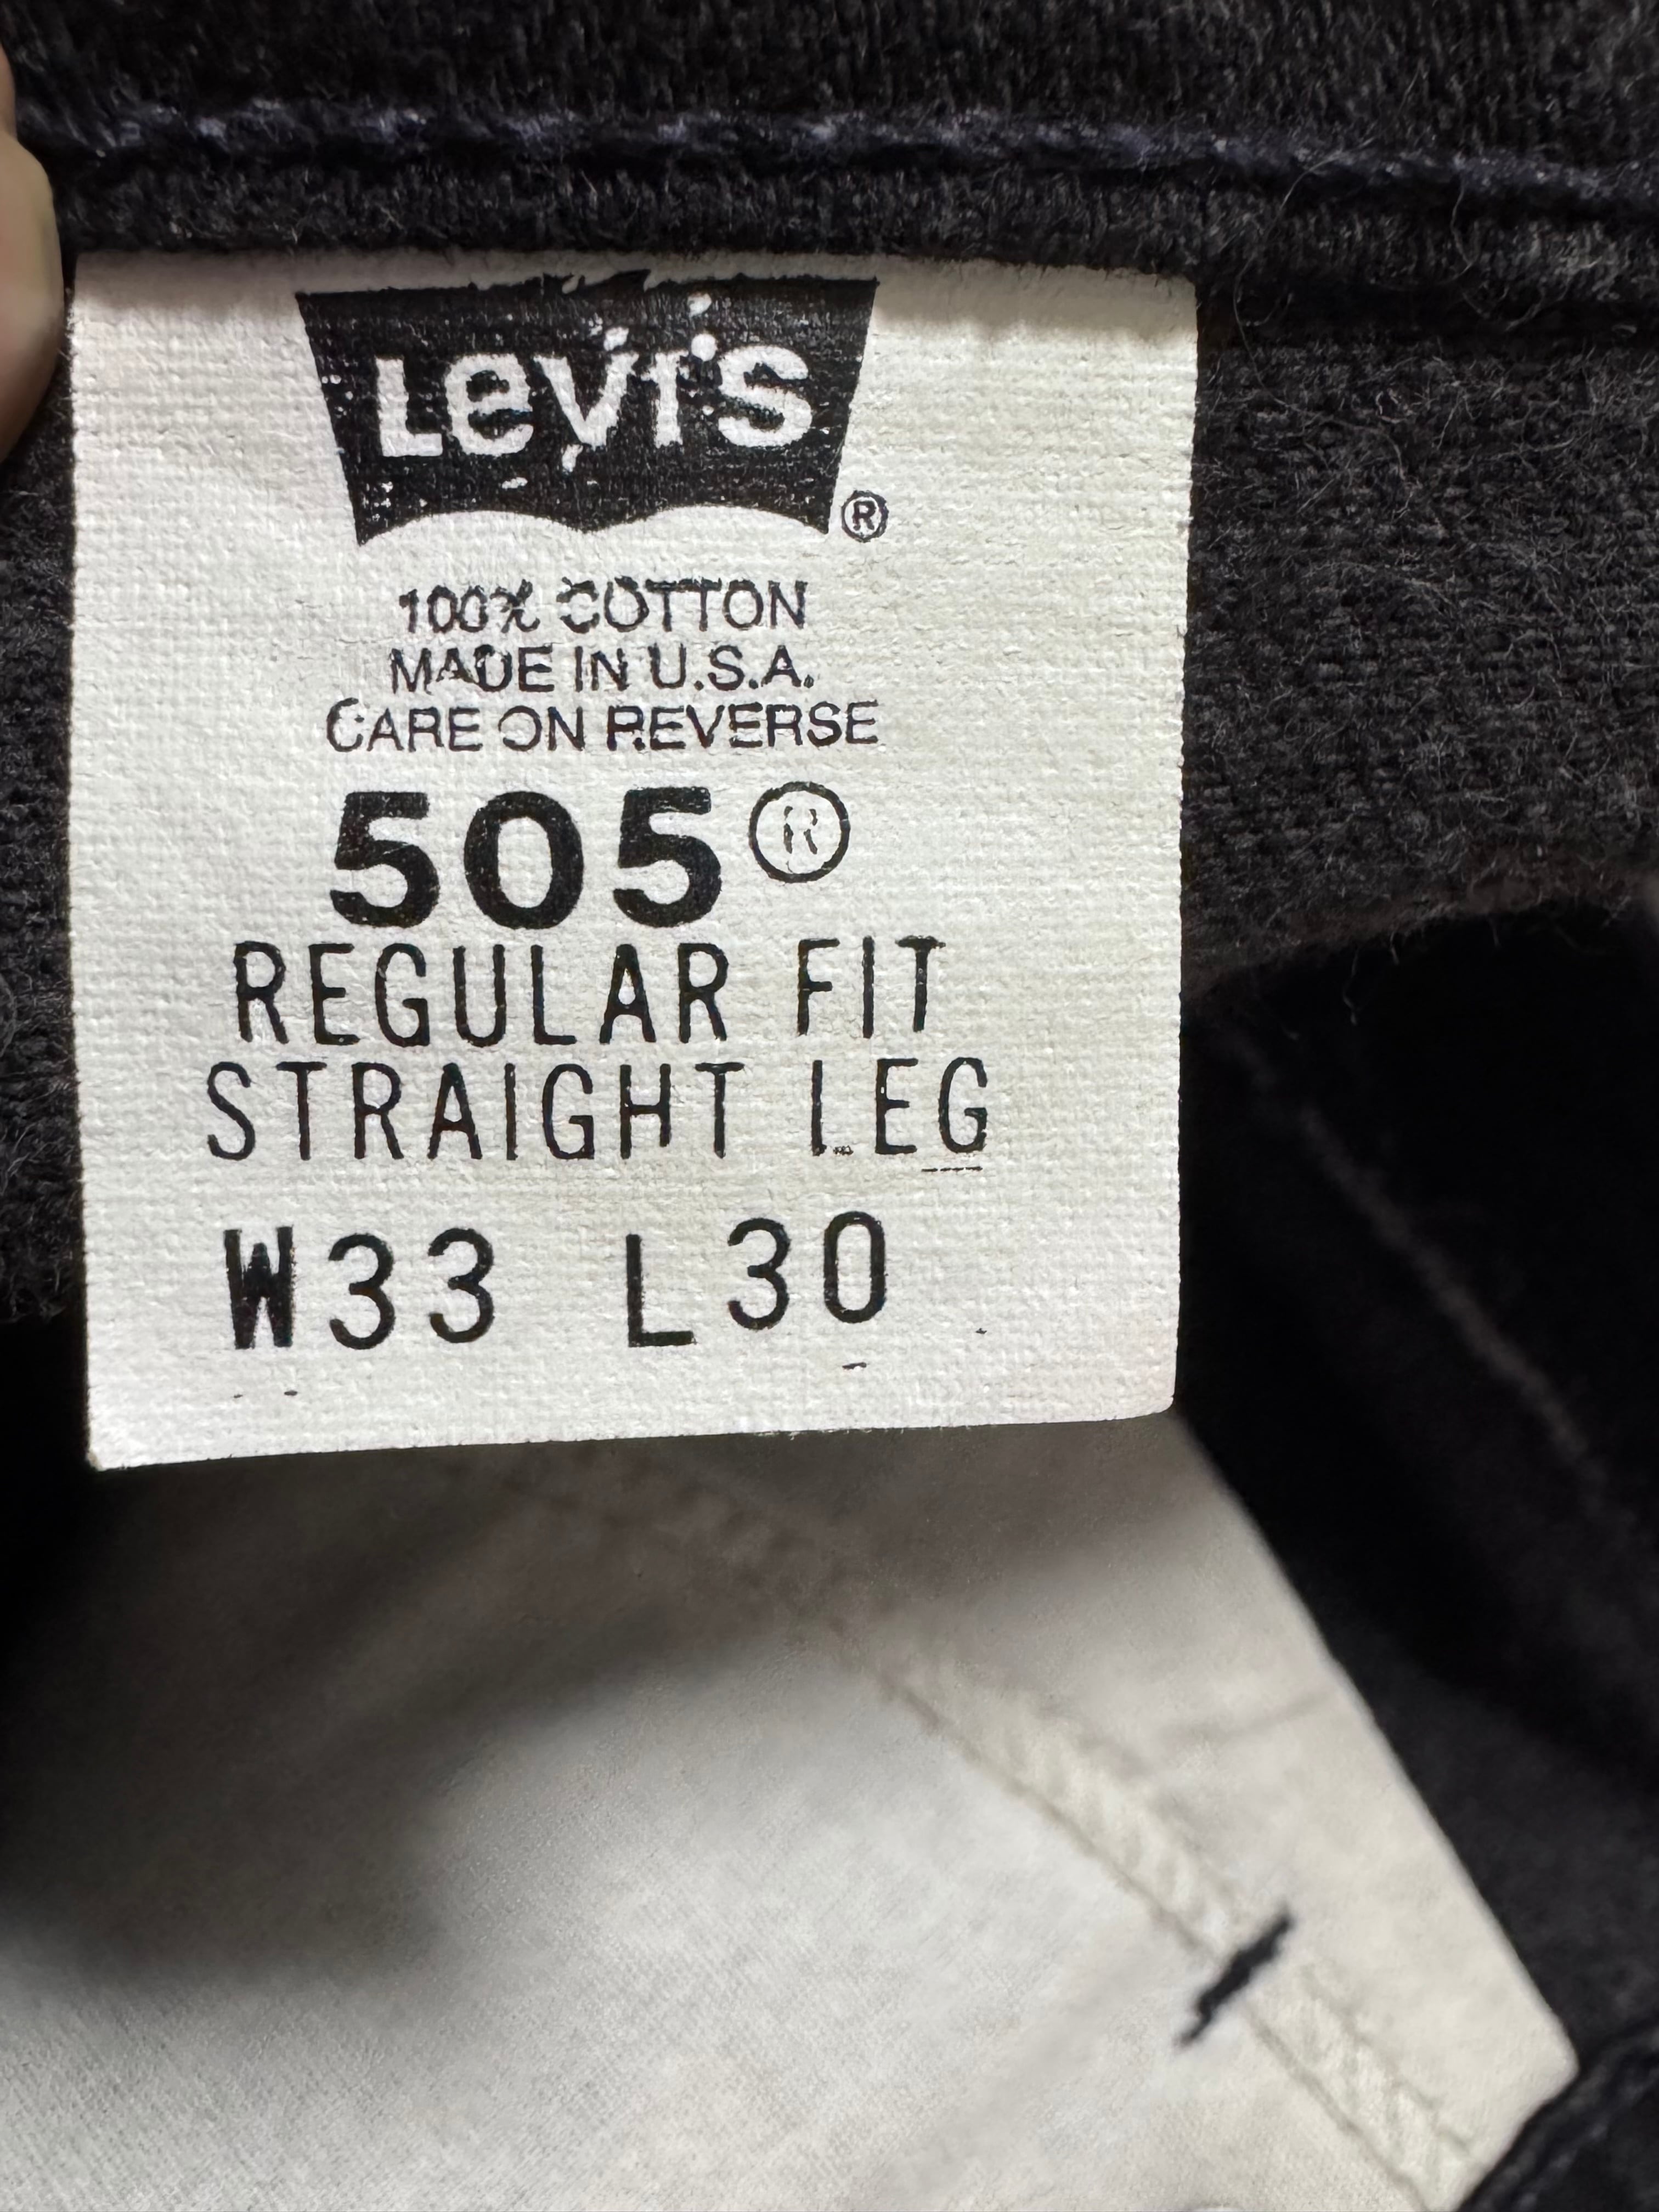 Levi's
®
100% COTTON
MADE IN U.S.A.
CARE ON REVERSE
505®
REGULAR FIT
STRAIGHT LEG
W33 L30